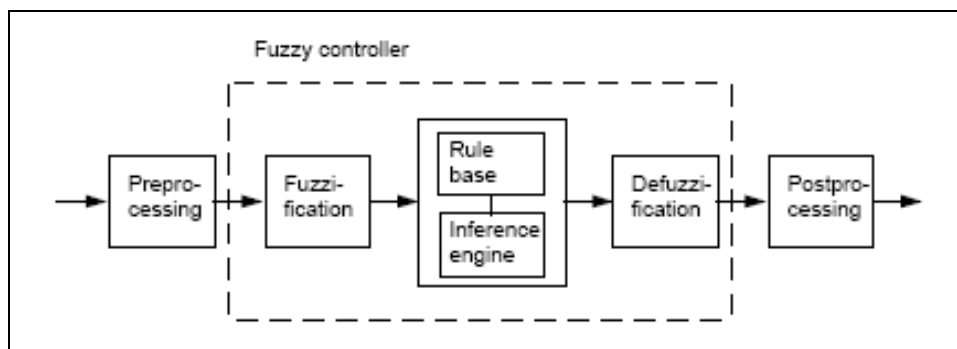 Fuzzy controller
Prepro-
cessing
Fuzzi-
fication
Rule
base
Inference
engine
Defuzzi-
fication
Postpro-
cessing